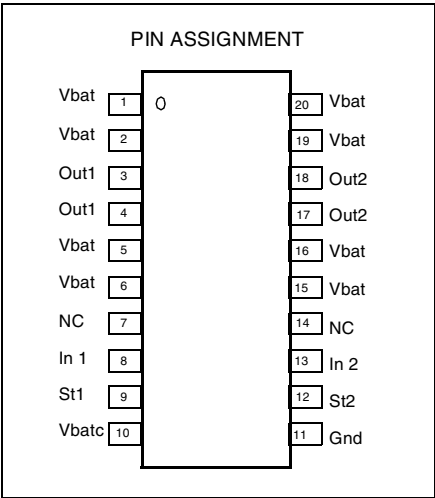 PIN ASSIGNMENT
Vbat 1 20 Vbat
Vbat 2 19 Vbat
Out1 3 18 Out2
Out1 4 17 Out2
Vbat 5 16 Vbat
Vbat 6 15 Vbat
NC 7 14 NC
In 1 8 13 In 2
St1 9 12 St2
Vbatc 10 11 Gnd